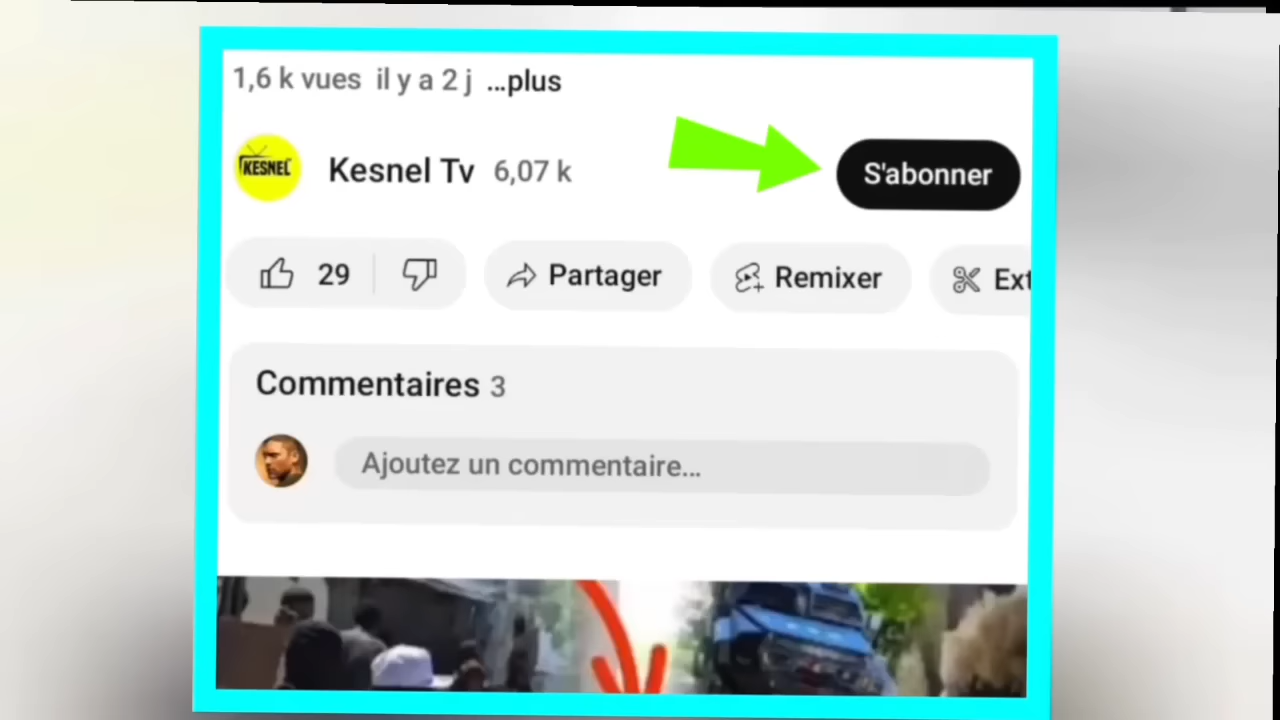 1,6 k vues il y a 2 j ...plus
KESNEL
Kesnel Tv 6,07 k
S'abonner
29
Partager
Remixer
Ext
Commentaires 3
Ajoutez un commentaire...